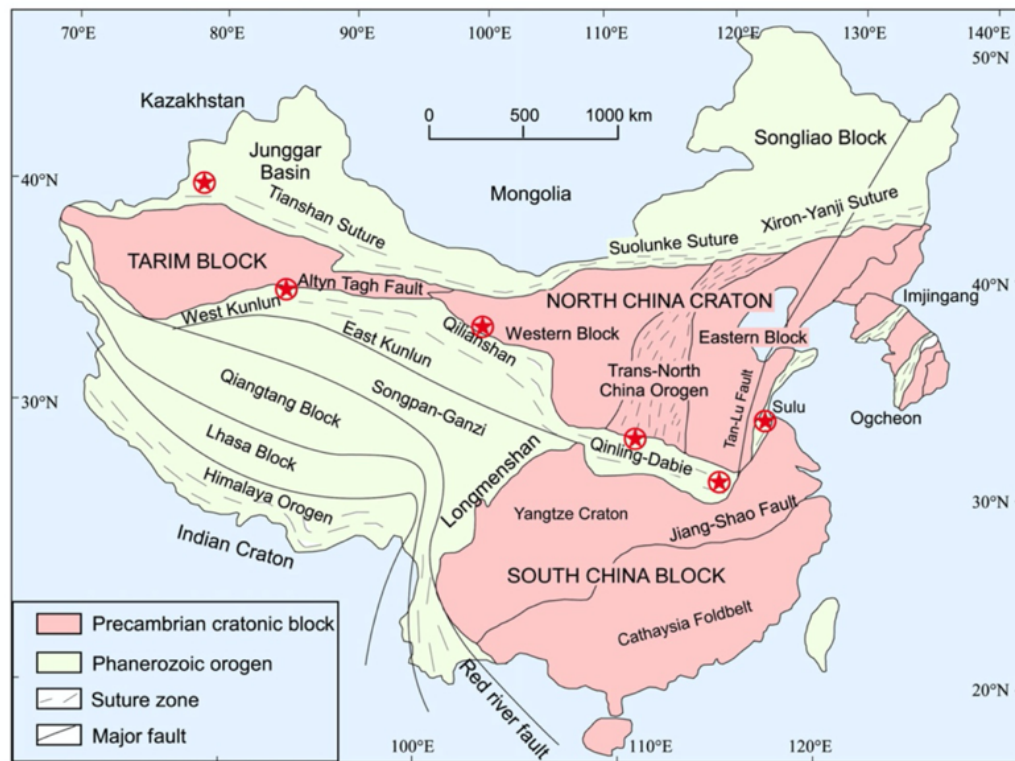 70°E
80°E
90°E
100°E
110°E
120°E
130°E
140°E
50°N
Kazakhstan
0 500 1000 km
Songliao Block
Junggar
Basin
Mongolia
40°N
Tianshan Suture
Xiron-Yanji Suture
Suolunke Suture
TARIM BLOCK
Altyn Tagh Fault
40°N
NORTH CHINA CRATON
Imjingang
West Kunlun
Qilianshan
Western Block
Eastern Block
East Kunlun
Trans-North
China Orogen
Qiangtang Block
Songpan-Ganzi
Tan-Lu Fault
Sulu
Ogcheon
30°N
Lhasa Block
Qinling-Dabie
Himalaya Orogen
Longmenshan
30°N
Yangtze Craton
Jiang-Shao Fault
Indian Craton
SOUTH CHINA BLOCK
Cathaysia Foldbelt
Precambrian cratonic block
Phanerozoic orogen
Suture zone
Major fault
Red river fault
20°N
100°E
110°E
120°E